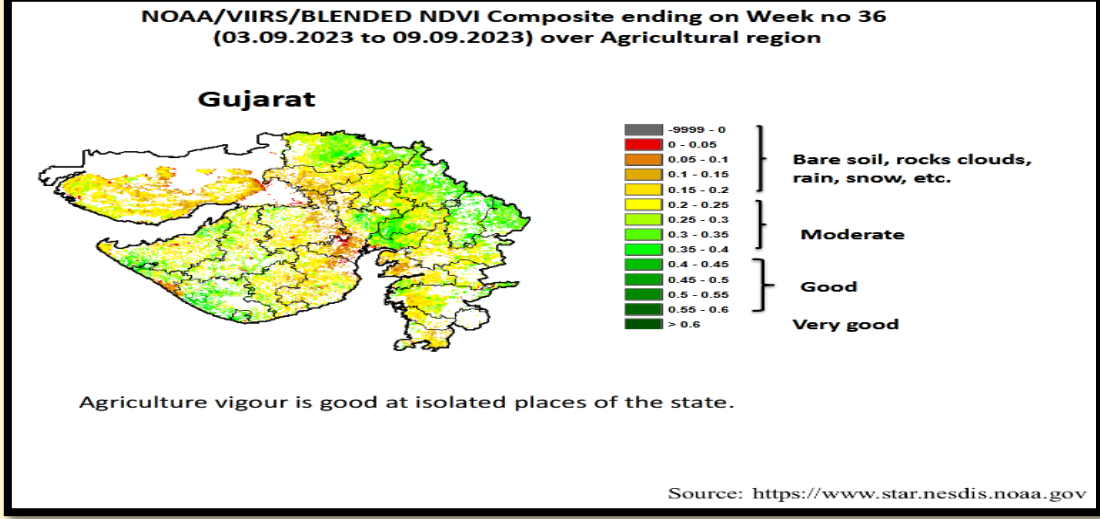 NOAA/VIIRS/BLENDED NDVI Composite ending on Week no 36
(03.09.2023 to 09.09.2023) over Agricultural region
Gujarat
-9999 - 0
0 - 0.05
0.05 - 0.1
0.1 - 0.15
0.15 - 0.2
0.2 - 0.25
0.25 - 0.3
0.3 - 0.35
0.35 - 0.4
0.4 - 0.45
0.45 - 0.5
0.5 - 0.55
0.55 - 0.6
> 0.6
Bare soil, rocks clouds,
rain, snow, etc.
Moderate
Good
Very good
Agriculture vigour is good at isolated places of the state.
Source: https://www.star.nesdis.noaa.gov